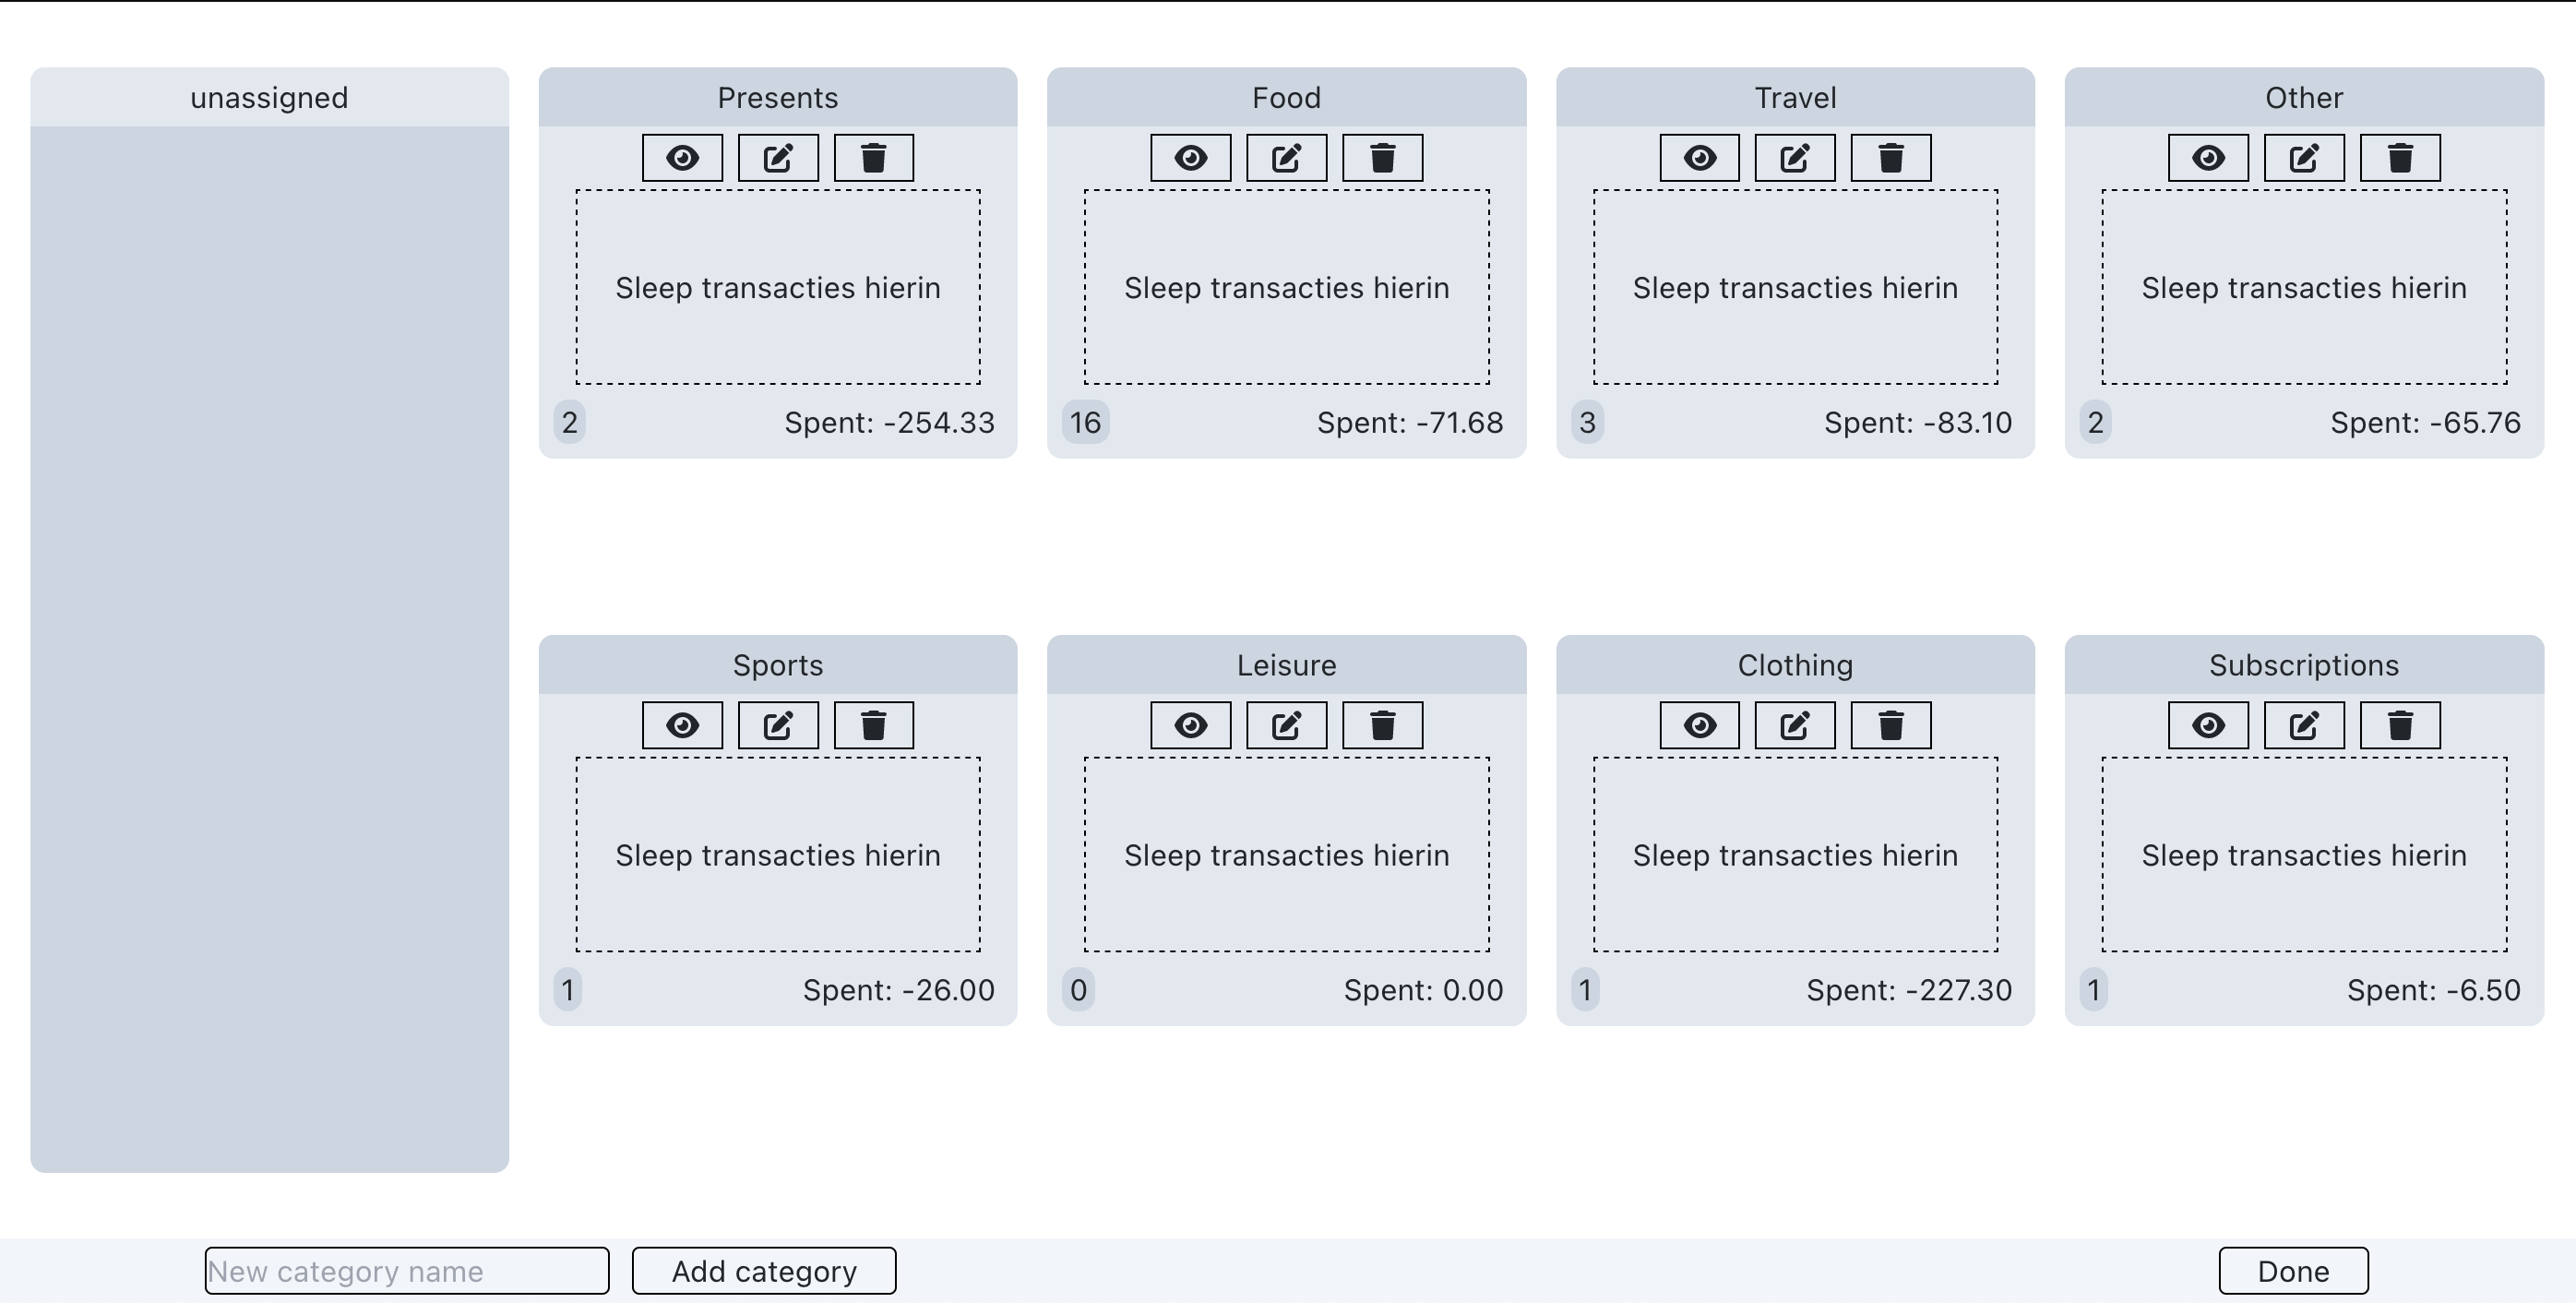 unassigned
Presents
Sleep transacties hierin
2 Spent: -254.33
Food
Sleep transacties hierin
16 Spent: -71.68
Travel
Sleep transacties hierin
3 Spent: -83.10
Other
Sleep transacties hierin
2 Spent: -65.76
Sports
Sleep transacties hierin
1 Spent: -26.00
Leisure
Sleep transacties hierin
0 Spent: 0.00
Clothing
Sleep transacties hierin
1 Spent: -227.30
Subscriptions
Sleep transacties hierin
1 Spent: -6.50
New category name
Add category
Done